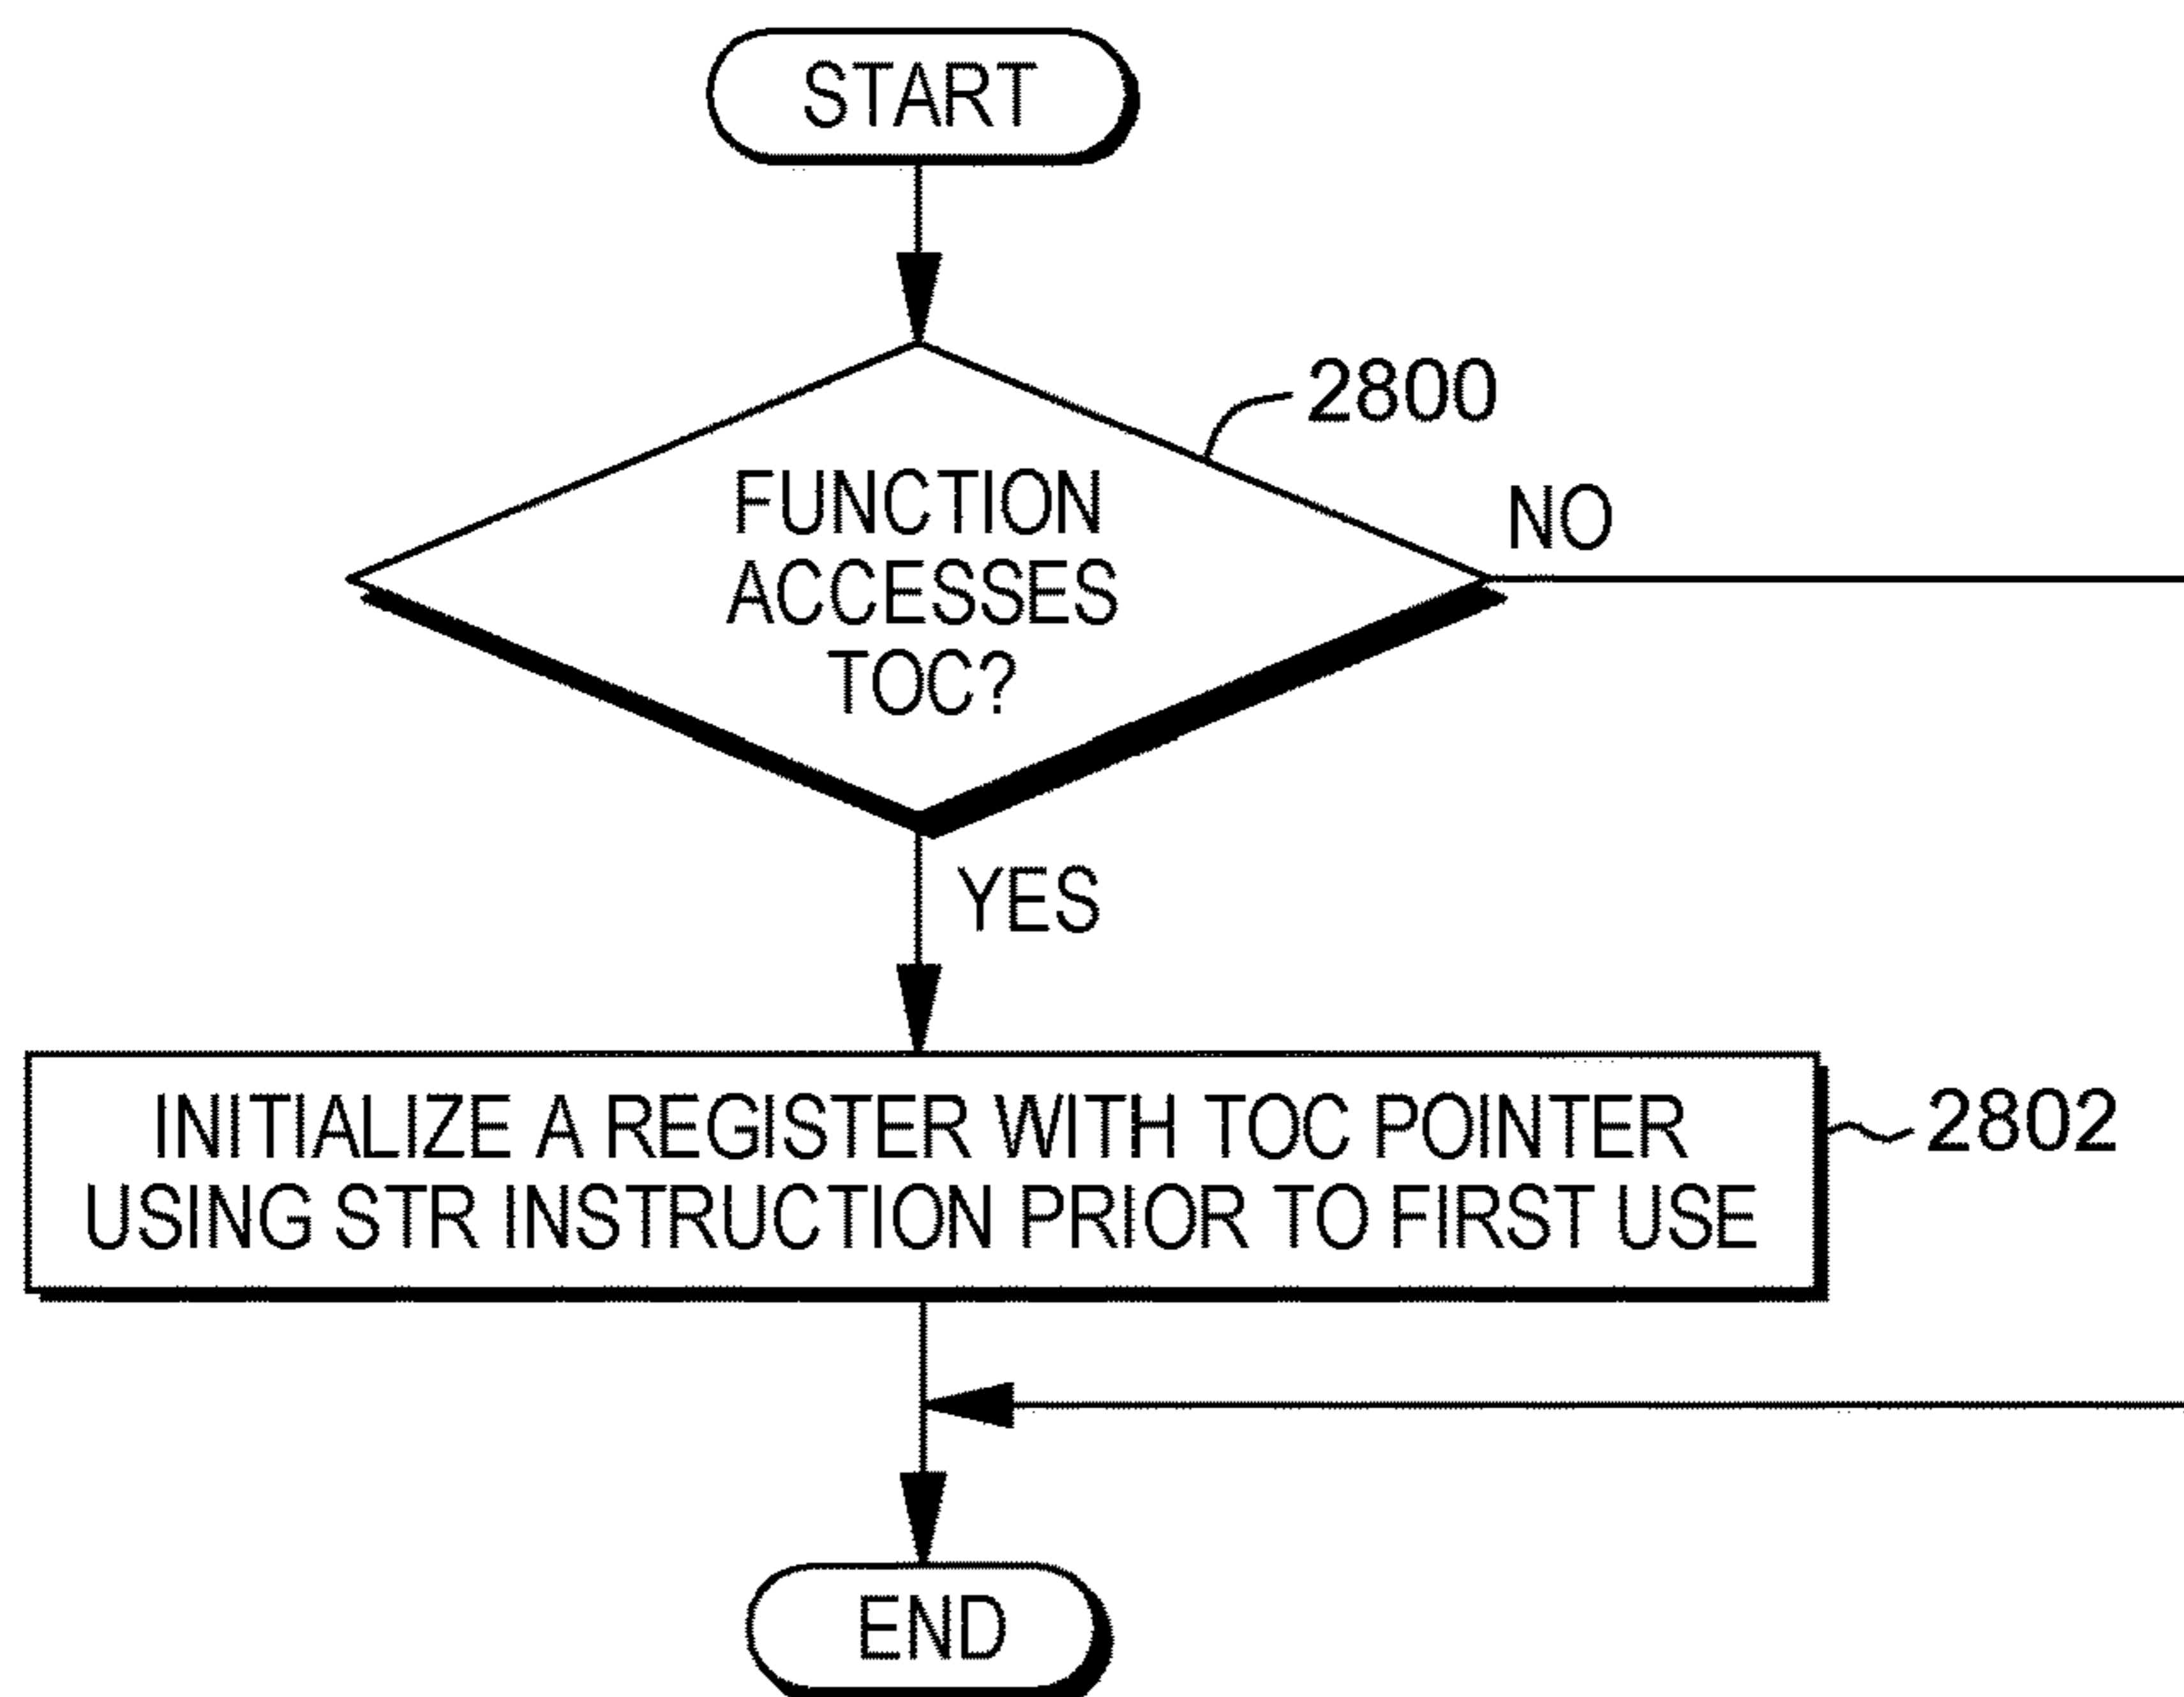 START
2800
FUNCTION
ACCESSES
TOC?
NO
YES
INITIALIZE A REGISTER WITH TOC POINTER
USING STR INSTRUCTION PRIOR TO FIRST USE
2802
END